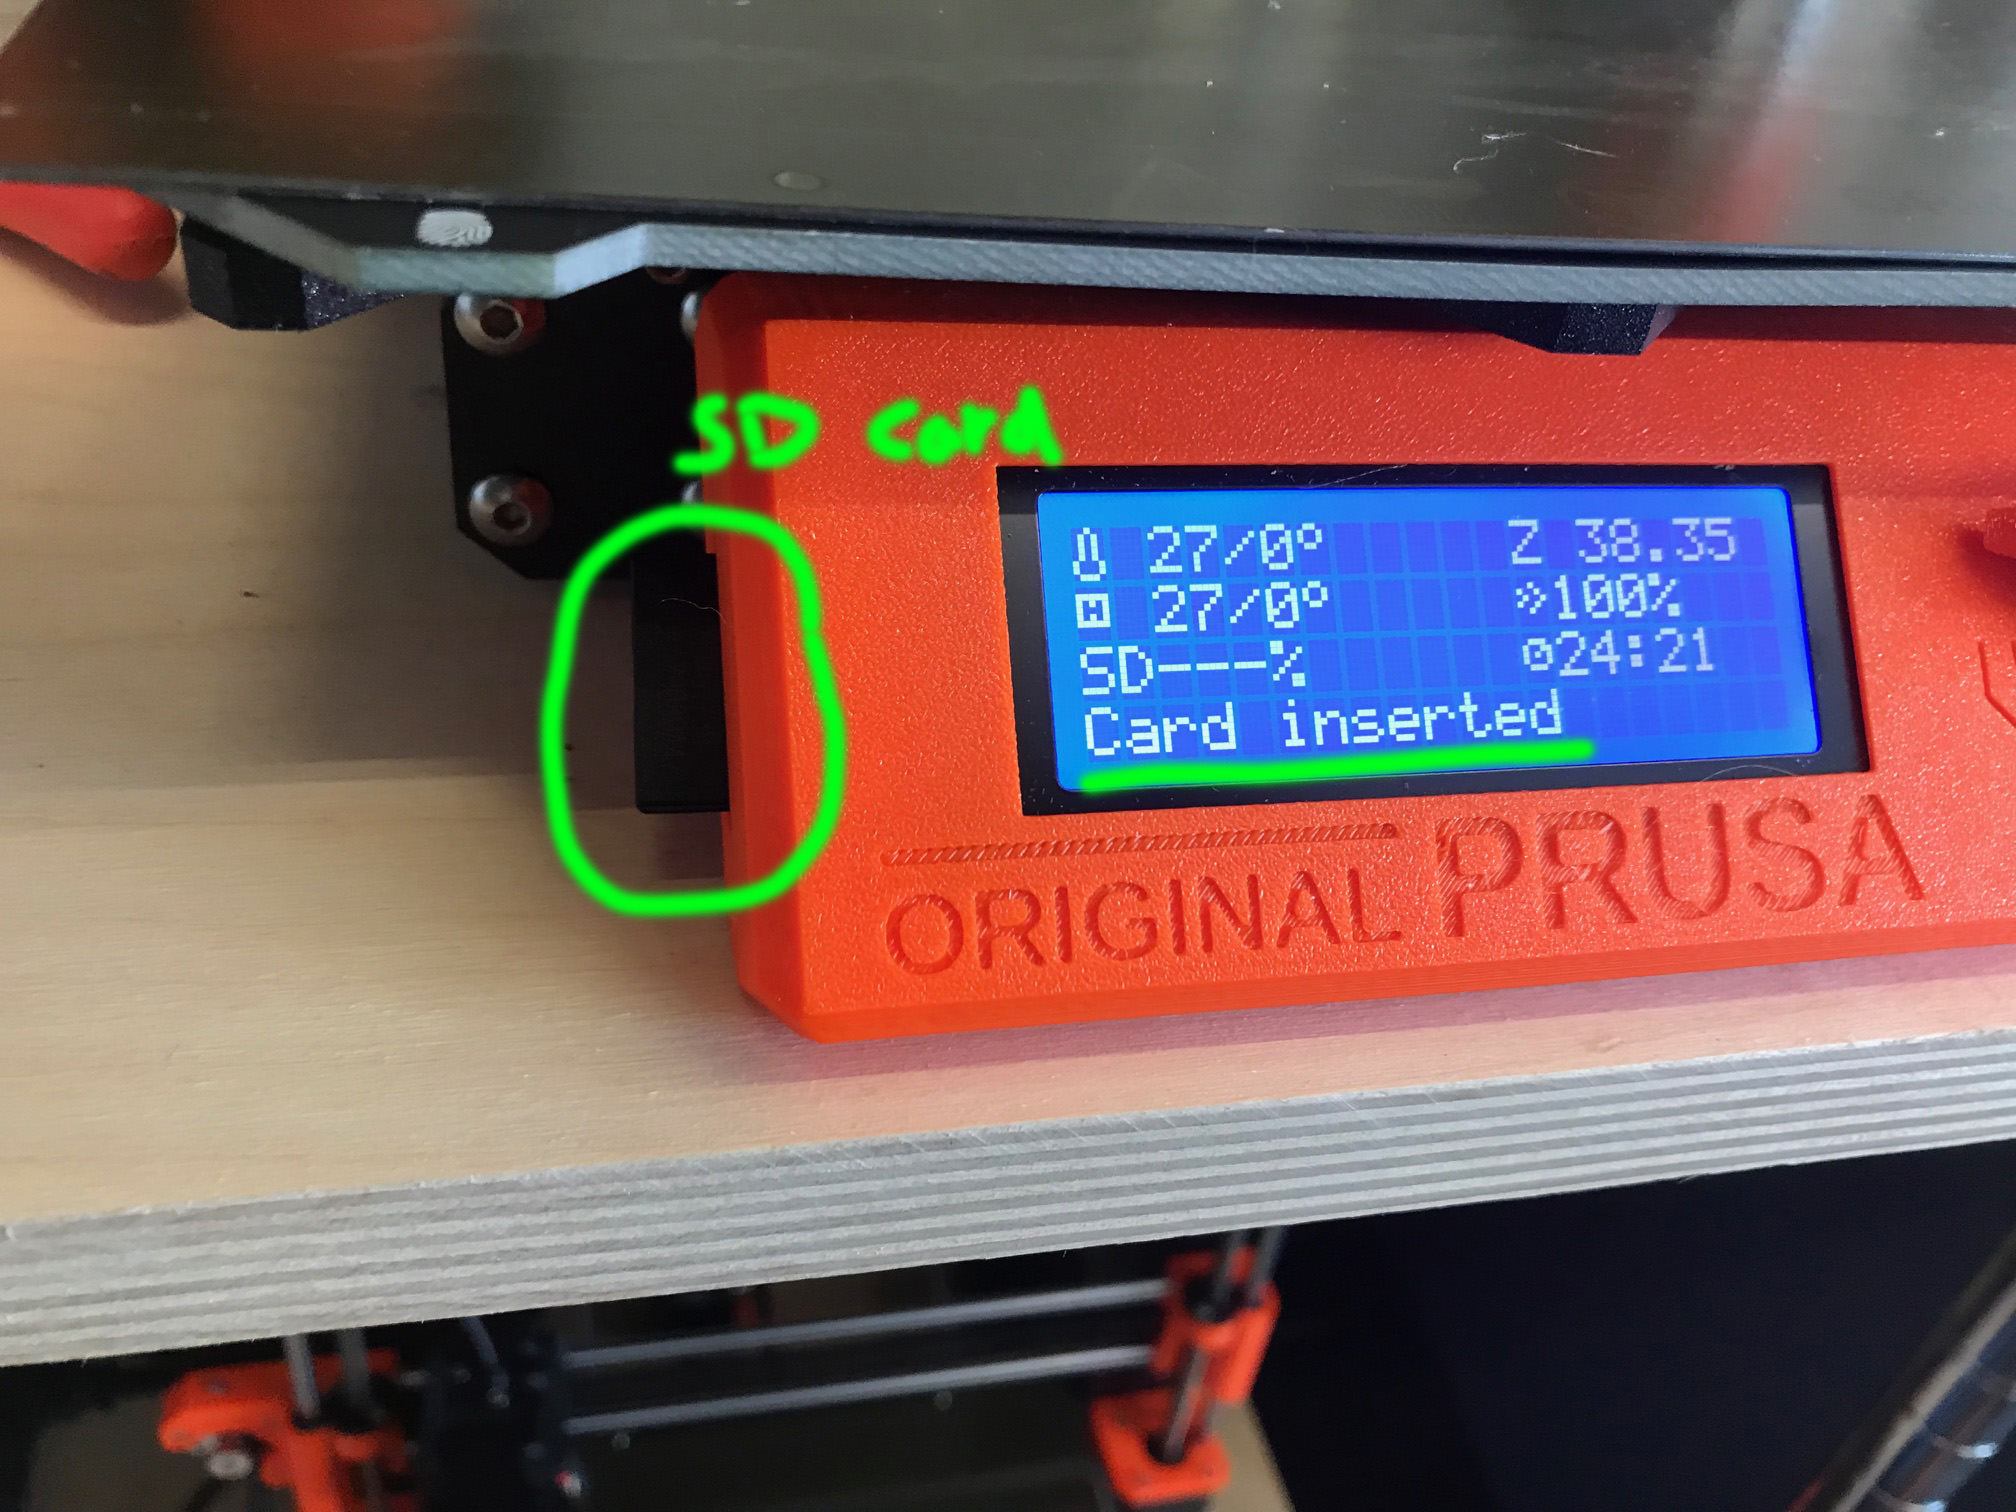 SD card
27/0° Z 38.35
27/0° »100%
SD---% 24:21
Card inserted
ORIGINAL PRUSA